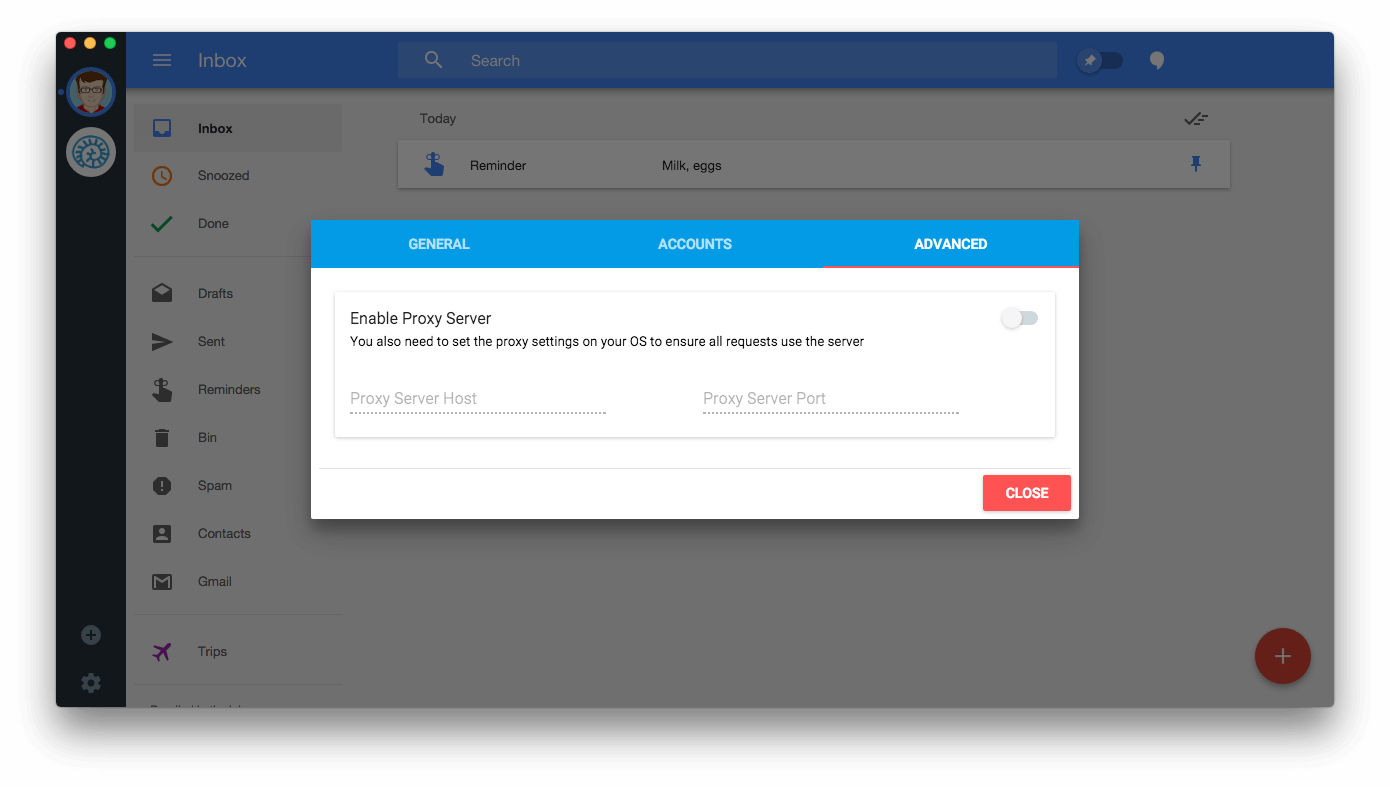 Inbox
Search
Inbox
Snoozed
Done
Drafts
Sent
Reminders
Bin
Spam
Contacts
Gmail
Trips
Today
Reminder Milk, eggs
GENERAL ACCOUNTS ADVANCED
Enable Proxy Server
You also need to set the proxy settings on your OS to ensure all requests use the server
Proxy Server Host Proxy Server Port
CLOSE